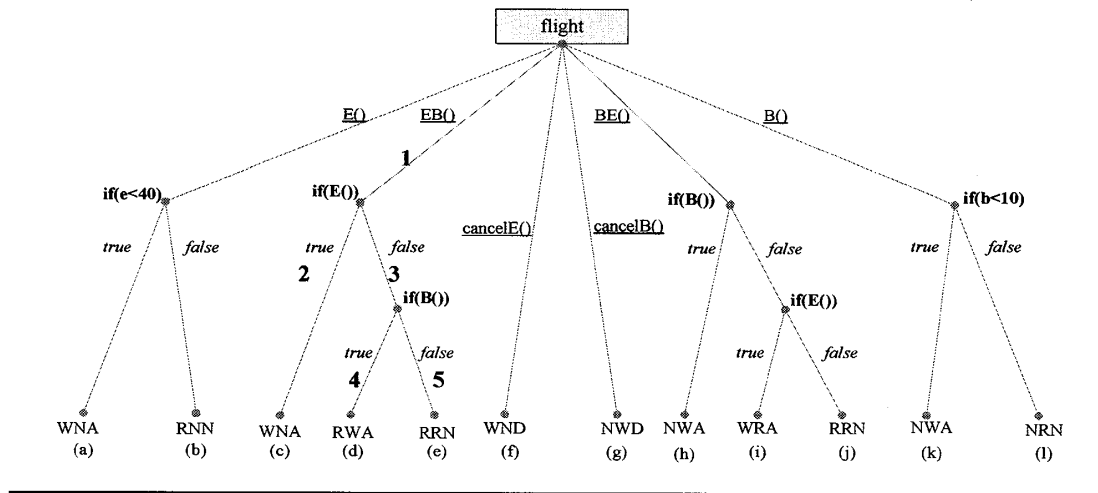 flight
E() EB() BE() B()
1
if(e<40) if(E()) if(B()) if(b<10)
cancelE() cancelB()
true false true false true false true false
2 3
if(B()) if(E())
true false true false
4 5
WNA RNN WNA RWA RRN WND NWD NWA WRA RRN NWA NRN
(a) (b) (c) (d) (e) (f) (g) (h) (i) (j) (k) (l)